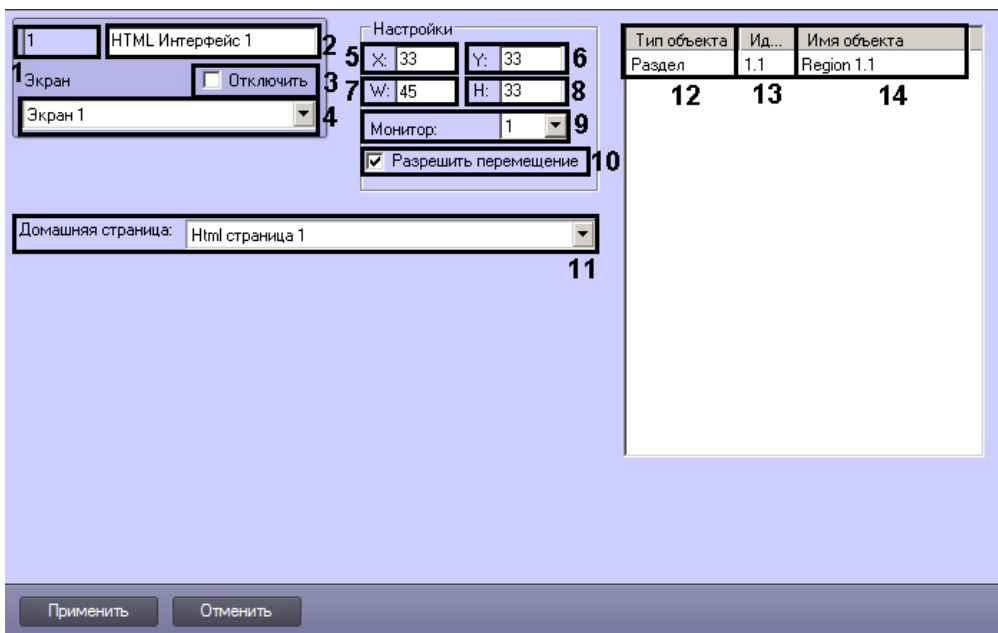 1
HTML Интерфейс 1
2
1
Экран
Отключить
3
Экран 1
4
Настройки
5
X: 33
Y: 33
6
7
W: 45
H: 33
8
Монитор: 1
9
Разрешить перемещение
10
Домашняя страница: Html страница 1
11
Тип объекта Ид... Имя объекта
Раздел 1.1 Region 1.1
12 13 14
Применить Отменить